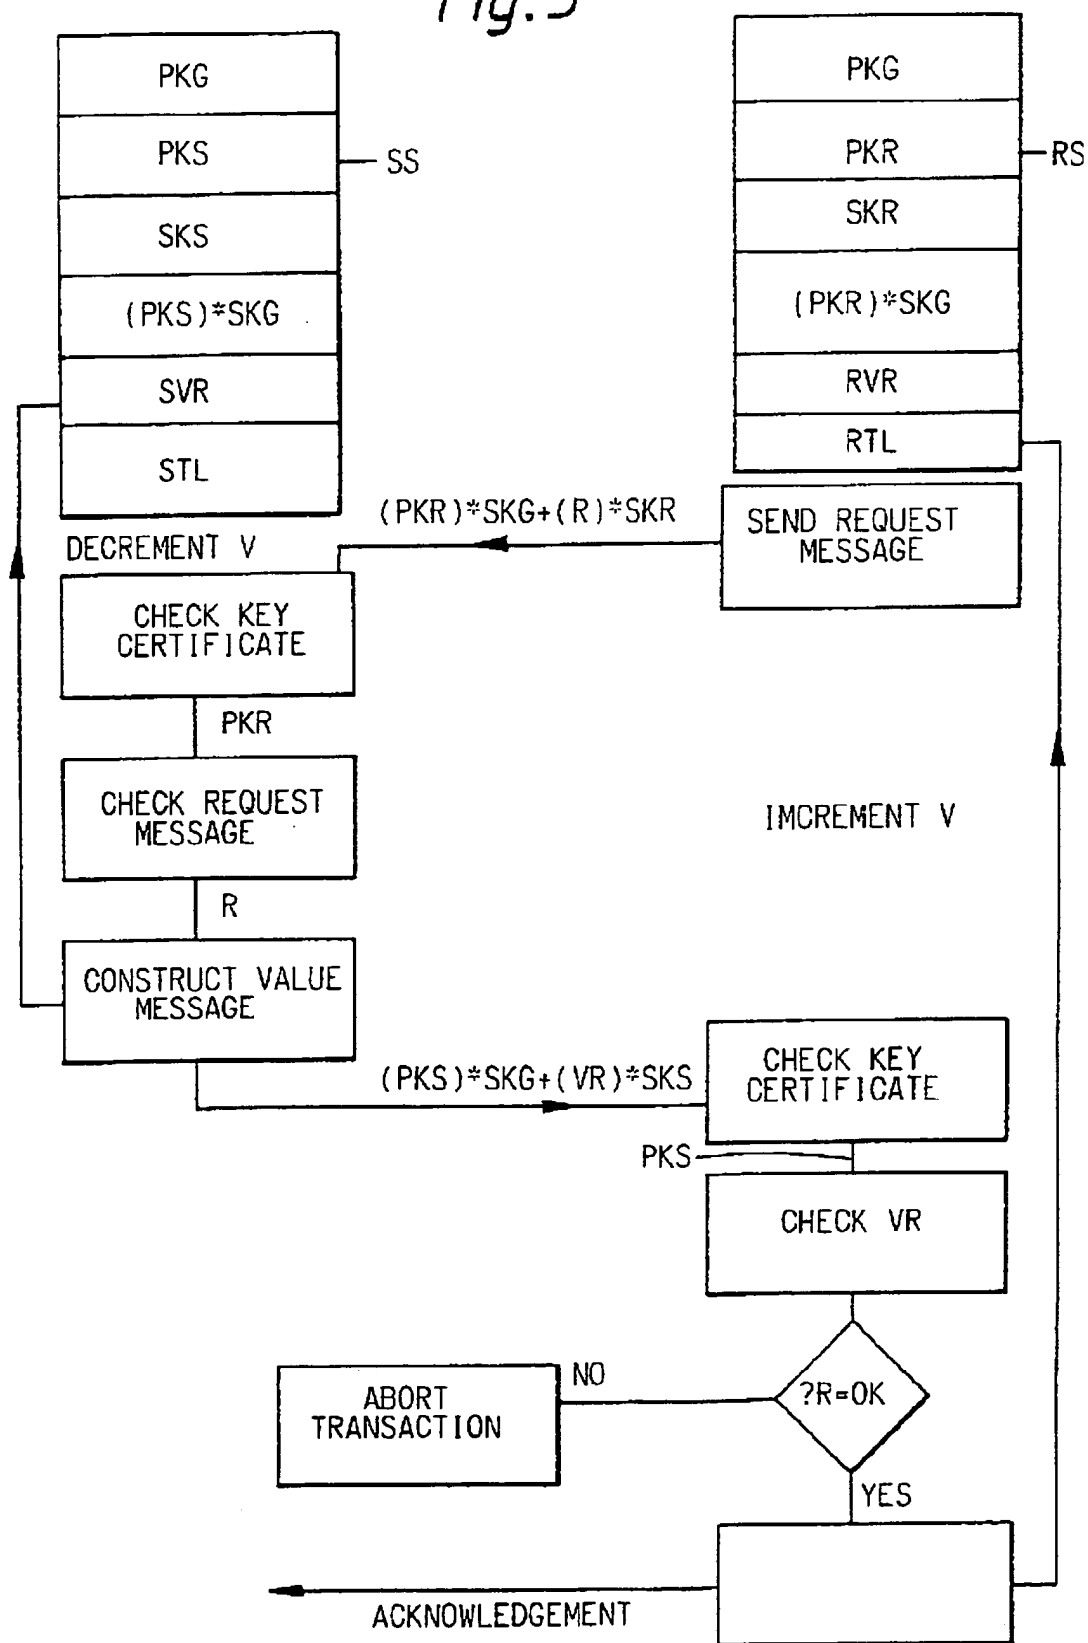 Fig.5
PKG
PKS
SS
SKS
(PKS)*SKG
SVR
STL
PKG
PKR
RS
SKR
(PKR)*SKG
RVR
RTL
(PKR)*SKG+(R)*SKR
SEND REQUEST
MESSAGE
DECREMENT V
CHECK KEY
CERTIFICATE
PKR
CHECK REQUEST
MESSAGE
IMCREMENT V
R
CONSTRUCT VALUE
MESSAGE
(PKS)*SKG+(VR)*SKS
CHECK KEY
CERTIFICATE
PKS
CHECK VR
?R=OK
NO
ABORT
TRANSACTION
YES
ACKNOWLEDGEMENT